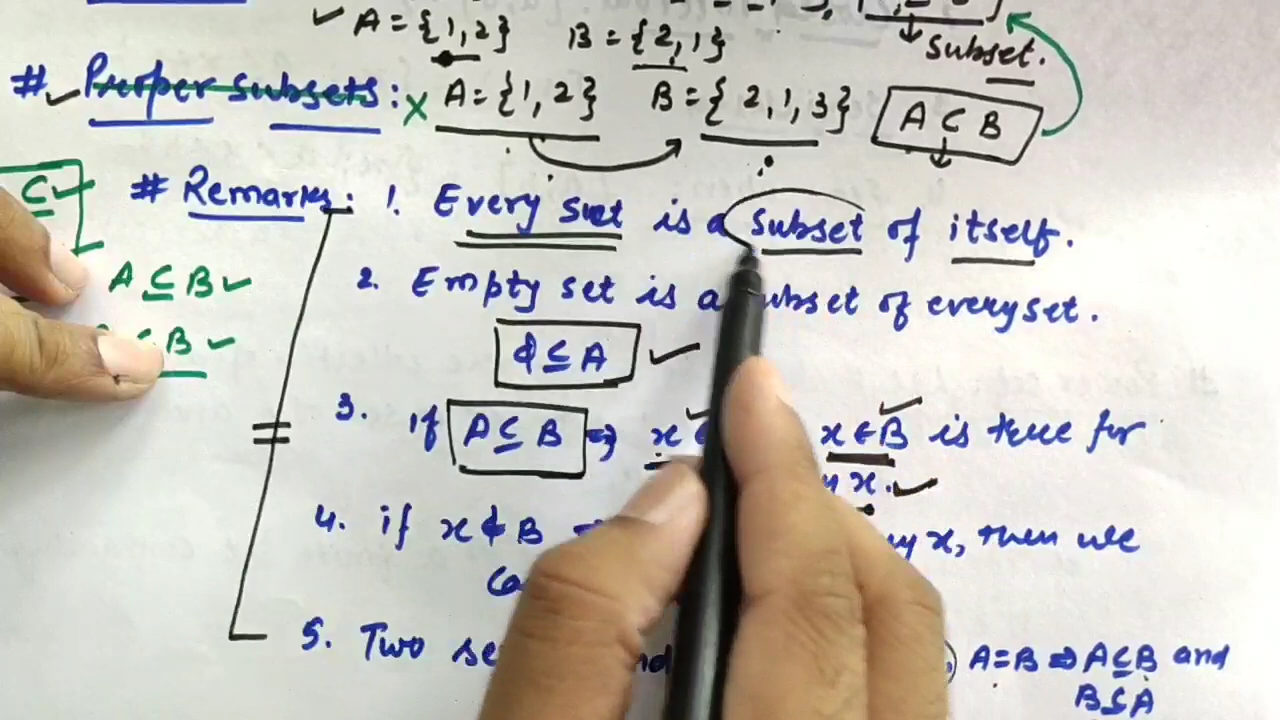 A = {1,2} B = {2,1}
subset.
# Proper subsets: × A = {1,2} B = {2,1,3} A ⊂ B
⊆
# Remarks: 1. Every set is a subset of itself.
A ⊆ B
2. Empty set is a subset of every set.
B
ϕ ⊆ A
3. if A ⊆ B ⇒ x ∈ x ∈ B is true for
x.
4. if x ∉ B x, then we
5. Two A = B ⇒ A ⊆ B and
B ⊆ A